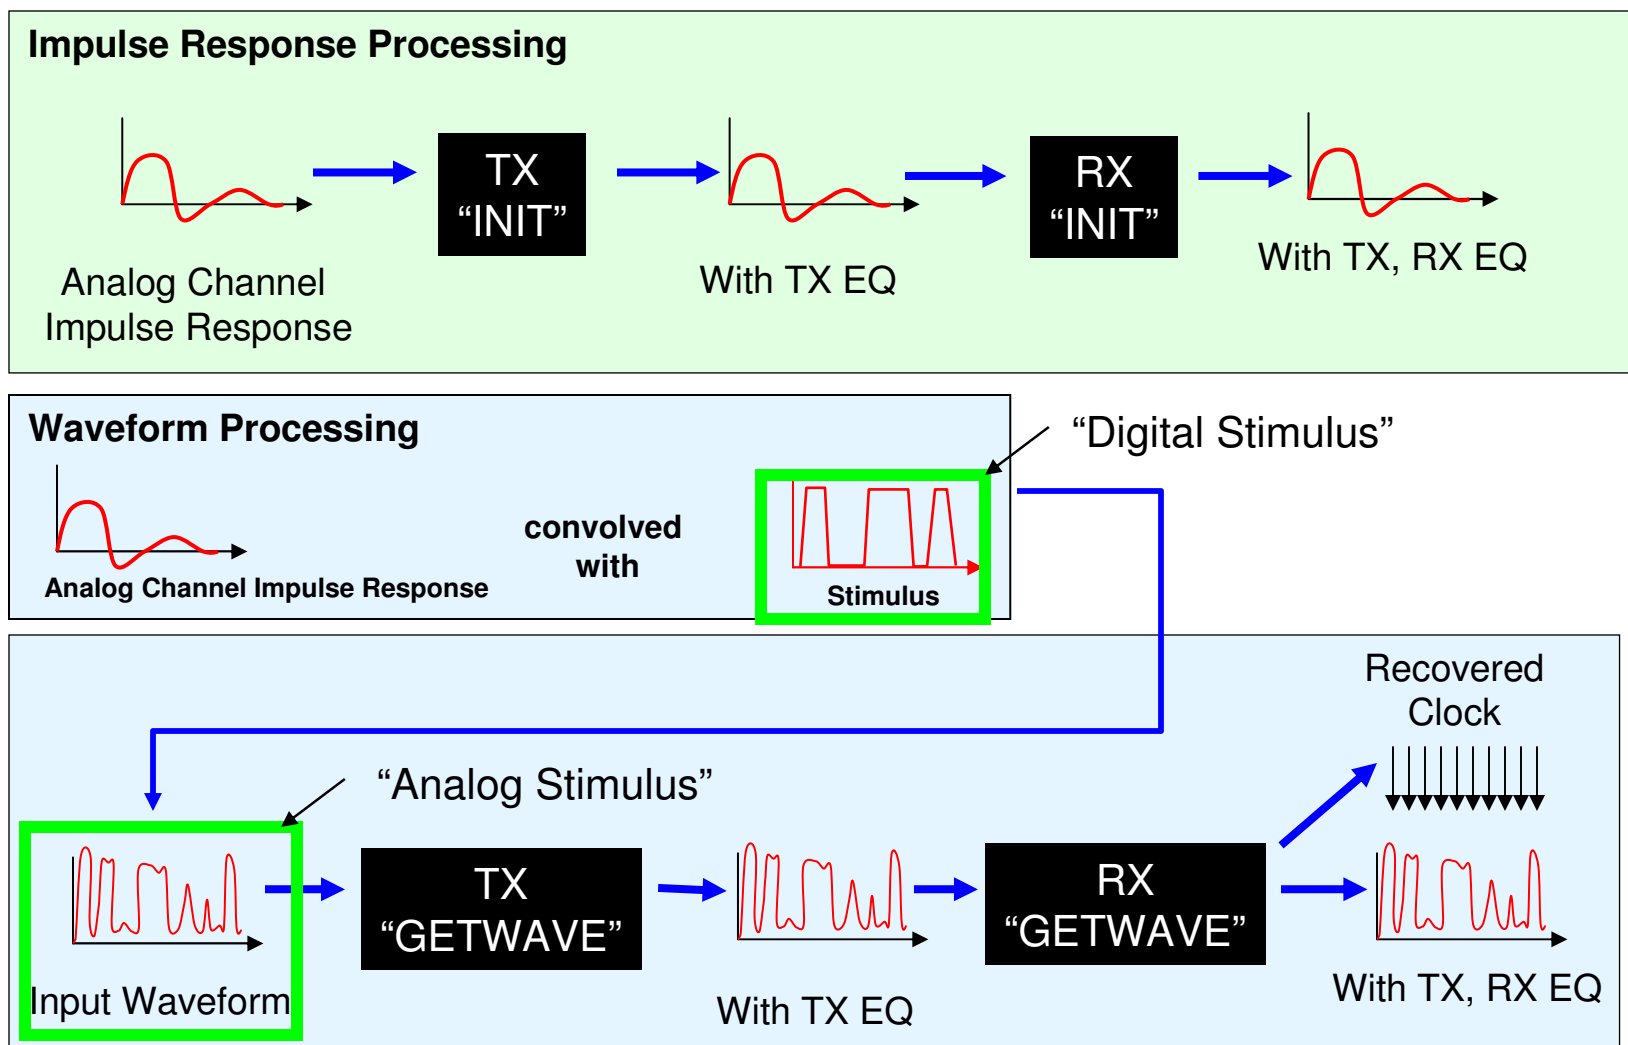 Impulse Response Processing
TX
“INIT”
RX
“INIT”
Analog Channel
Impulse Response
With TX EQ
With TX, RX EQ
Waveform Processing
“Digital Stimulus”
convolved
with
Analog Channel Impulse Response
Stimulus
Recovered
Clock
“Analog Stimulus”
TX
“GETWAVE”
RX
“GETWAVE”
Input Waveform
With TX EQ
With TX, RX EQ